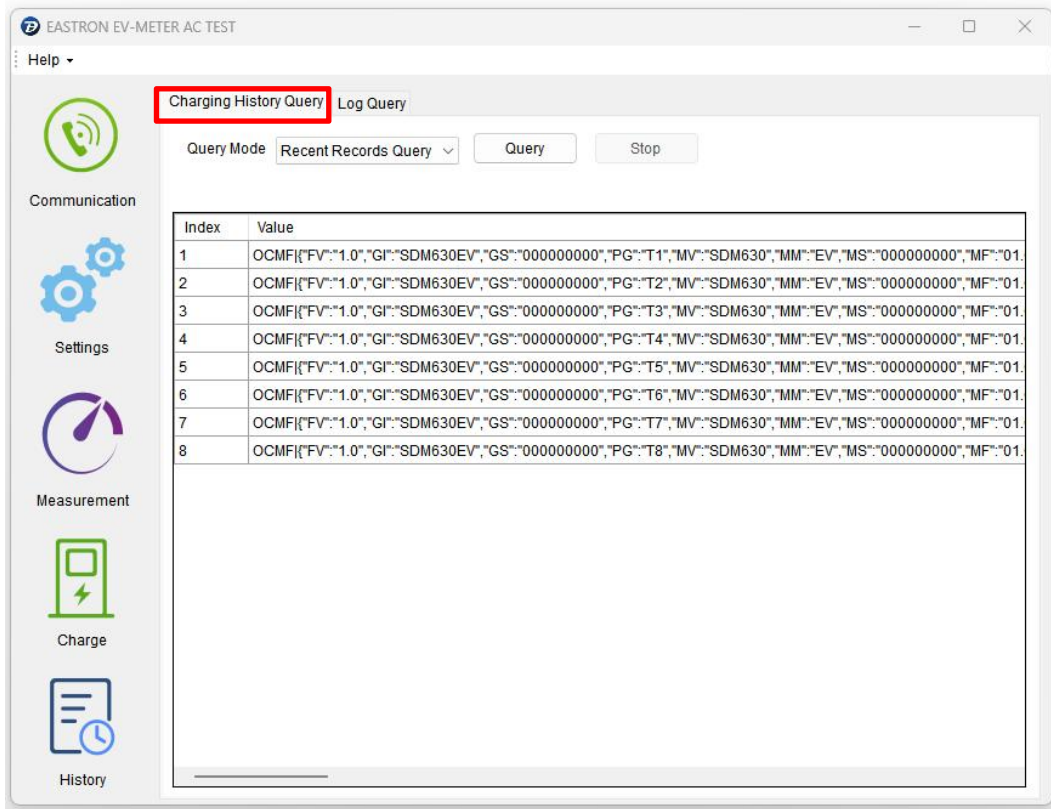 EASTRON EV-METER AC TEST
Help
Charging History Query Log Query
Query Mode Recent Records Query Query Stop
Communication
Index Value
1 OCMF|{"FV":"1.0","GI":"SDM630EV","GS":"000000000","PG":"T1","MV":"SDM630","MM":"EV","MS":"000000000","MF":"01.
2 OCMF|{"FV":"1.0","GI":"SDM630EV","GS":"000000000","PG":"T2","MV":"SDM630","MM":"EV","MS":"000000000","MF":"01.
3 OCMF|{"FV":"1.0","GI":"SDM630EV","GS":"000000000","PG":"T3","MV":"SDM630","MM":"EV","MS":"000000000","MF":"01.
4 OCMF|{"FV":"1.0","GI":"SDM630EV","GS":"000000000","PG":"T4","MV":"SDM630","MM":"EV","MS":"000000000","MF":"01.
Settings
5 OCMF|{"FV":"1.0","GI":"SDM630EV","GS":"000000000","PG":"T5","MV":"SDM630","MM":"EV","MS":"000000000","MF":"01.
6 OCMF|{"FV":"1.0","GI":"SDM630EV","GS":"000000000","PG":"T6","MV":"SDM630","MM":"EV","MS":"000000000","MF":"01.
7 OCMF|{"FV":"1.0","GI":"SDM630EV","GS":"000000000","PG":"T7","MV":"SDM630","MM":"EV","MS":"000000000","MF":"01.
8 OCMF|{"FV":"1.0","GI":"SDM630EV","GS":"000000000","PG":"T8","MV":"SDM630","MM":"EV","MS":"000000000","MF":"01.
Measurement
Charge
History